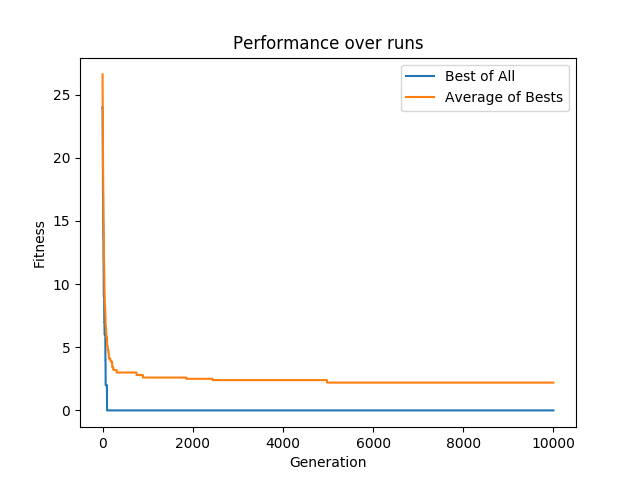 Performance over runs
Best of All
Average of Bests
25
20
15
10
5
0
Fitness
0 2000 4000 6000 8000 10000
Generation